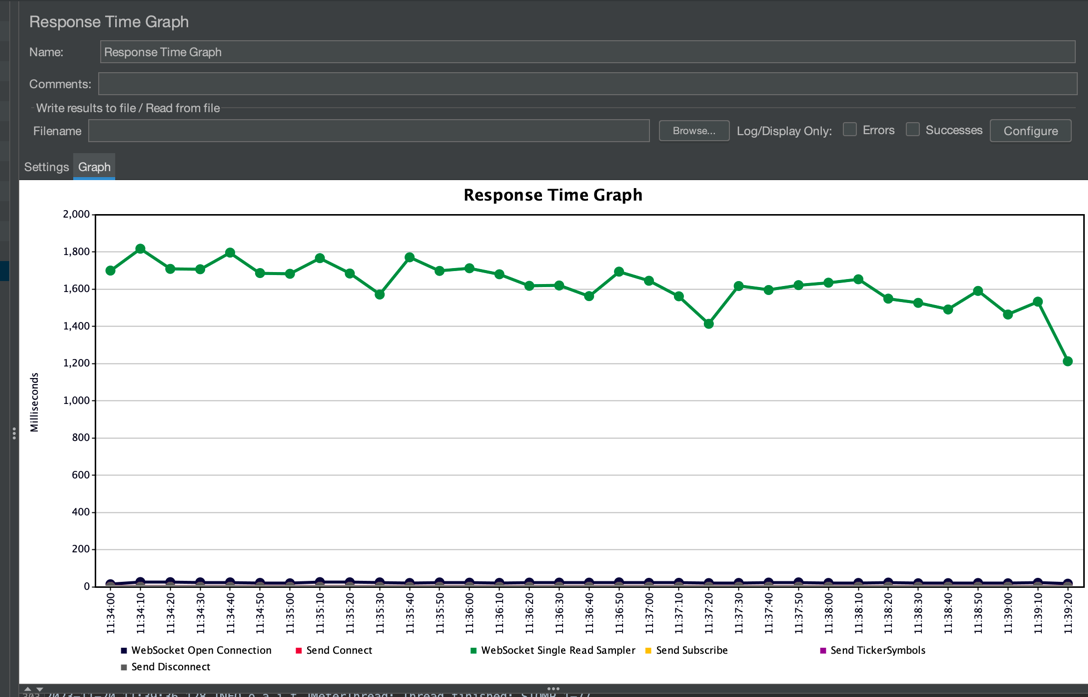 Response Time Graph
Name: Response Time Graph
Comments:
Write results to file / Read from file
Filename Browse... Log/Display Only: Errors Successes Configure
Settings Graph
Response Time Graph
2,000
1,800
1,600
1,400
1,200
1,000
800
600
400
200
0
Milliseconds
11:34:00 11:34:10 11:34:20 11:34:30 11:34:40 11:34:50 11:35:00 11:35:10 11:35:20 11:35:30 11:35:40 11:35:50 11:36:00 11:36:10 11:36:20 11:36:30 11:36:40 11:36:50 11:37:00 11:37:10 11:37:20 11:37:30 11:37:40 11:37:50 11:38:00 11:38:10 11:38:20 11:38:30 11:38:40 11:38:50 11:39:00 11:39:10 11:39:20
WebSocket Open Connection Send Connect WebSocket Single Read Sampler Send Subscribe Send TickerSymbols
Send Disconnect